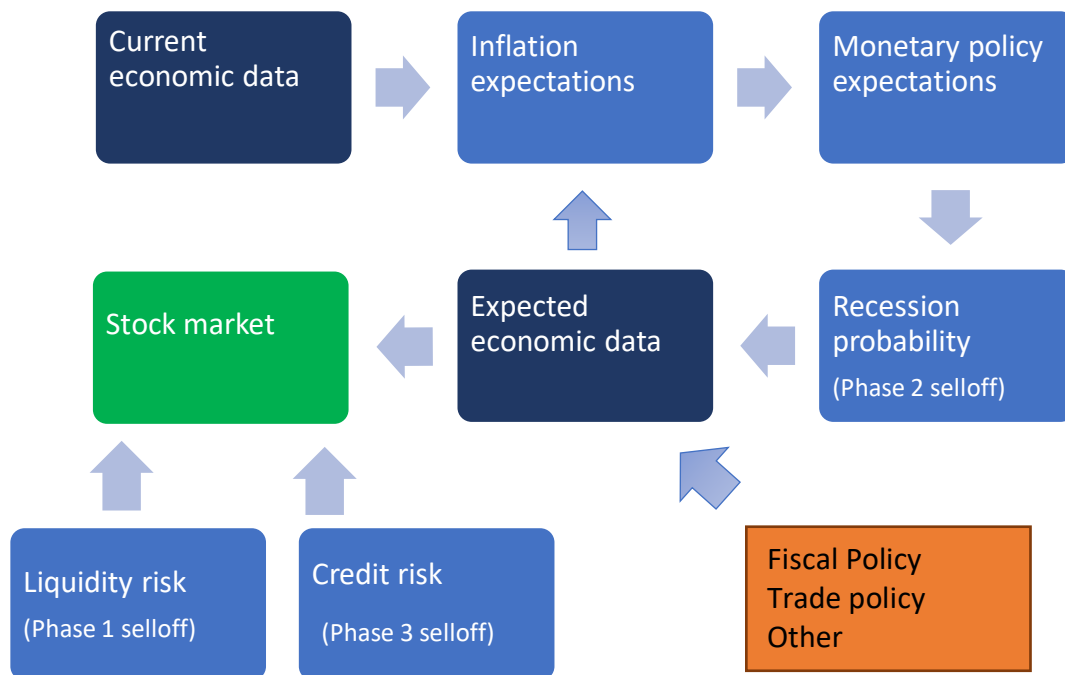 Current
economic data
Inflation
expectations
Monetary policy
expectations
Stock market
Expected
economic data
Recession
probability
(Phase 2 selloff)
Liquidity risk
(Phase 1 selloff)
Credit risk
(Phase 3 selloff)
Fiscal Policy
Trade policy
Other